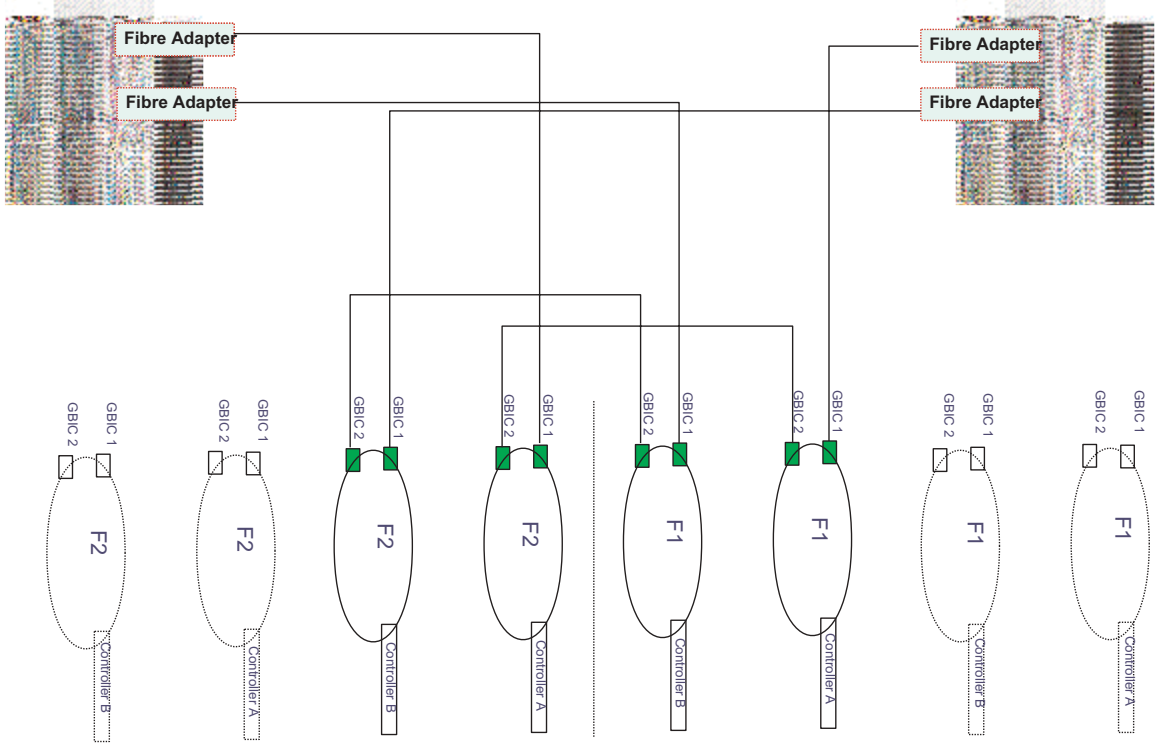 Fibre Adapter
Fibre Adapter
Fibre Adapter
Fibre Adapter
GBIC 2
GBIC 1
GBIC 2
GBIC 1
GBIC 2
GBIC 1
GBIC 2
GBIC 1
GBIC 2
GBIC 1
GBIC 2
GBIC 1
GBIC 2
GBIC 1
GBIC 2
GBIC 1
F2
F2
F2
F2
F1
F1
F1
F1
Controller B
Controller A
Controller B
Controller A
Controller B
Controller A
Controller B
Controller A